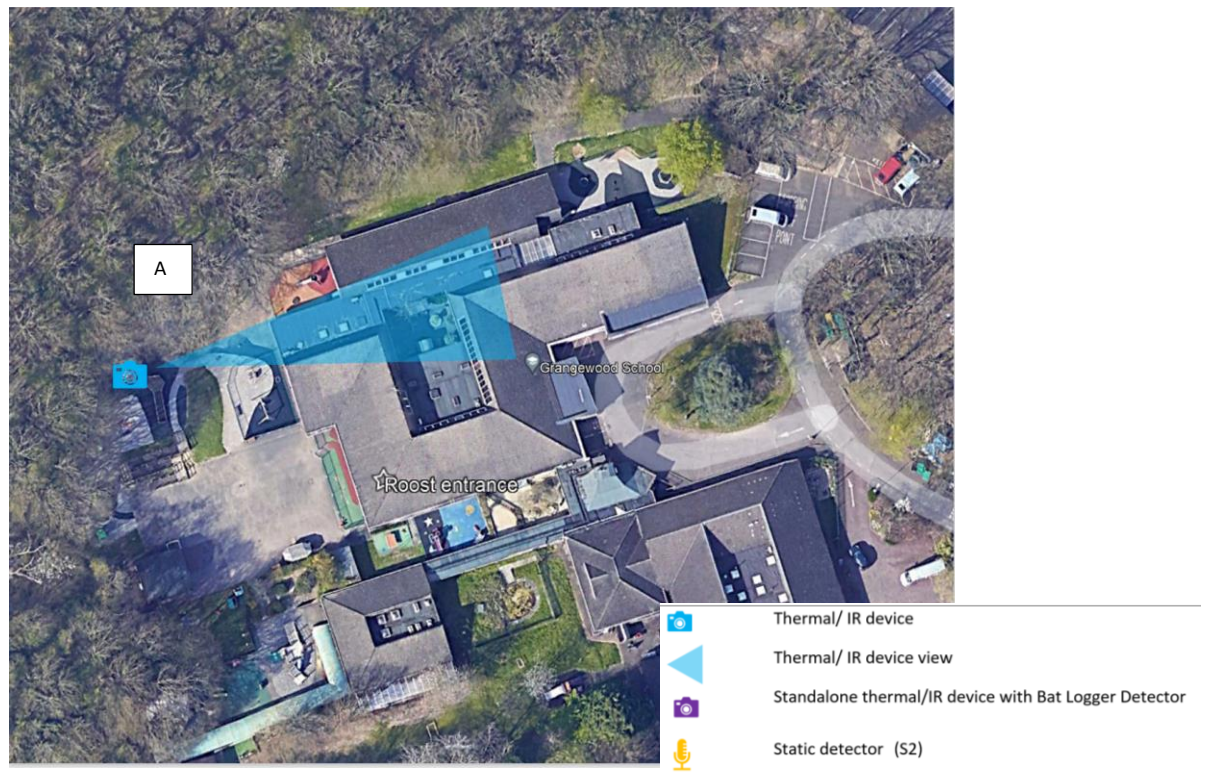 A
POINT
Grangewood School
Roost entrance
Thermal/ IR device
Thermal/ IR device view
Standalone thermal/IR device with Bat Logger Detector
Static detector (S2)